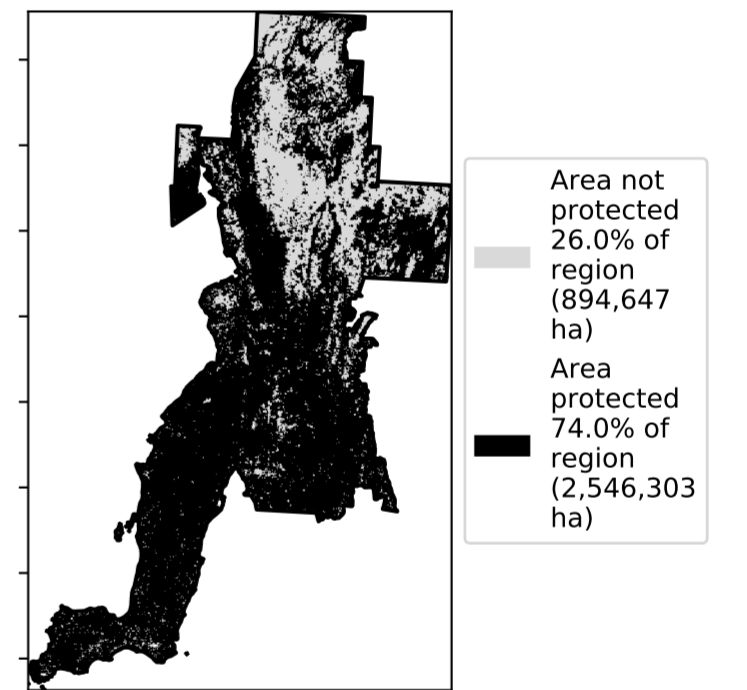 Area not
protected
26.0% of
region
(894,647
ha)
Area
protected
74.0% of
region
(2,546,303
ha)